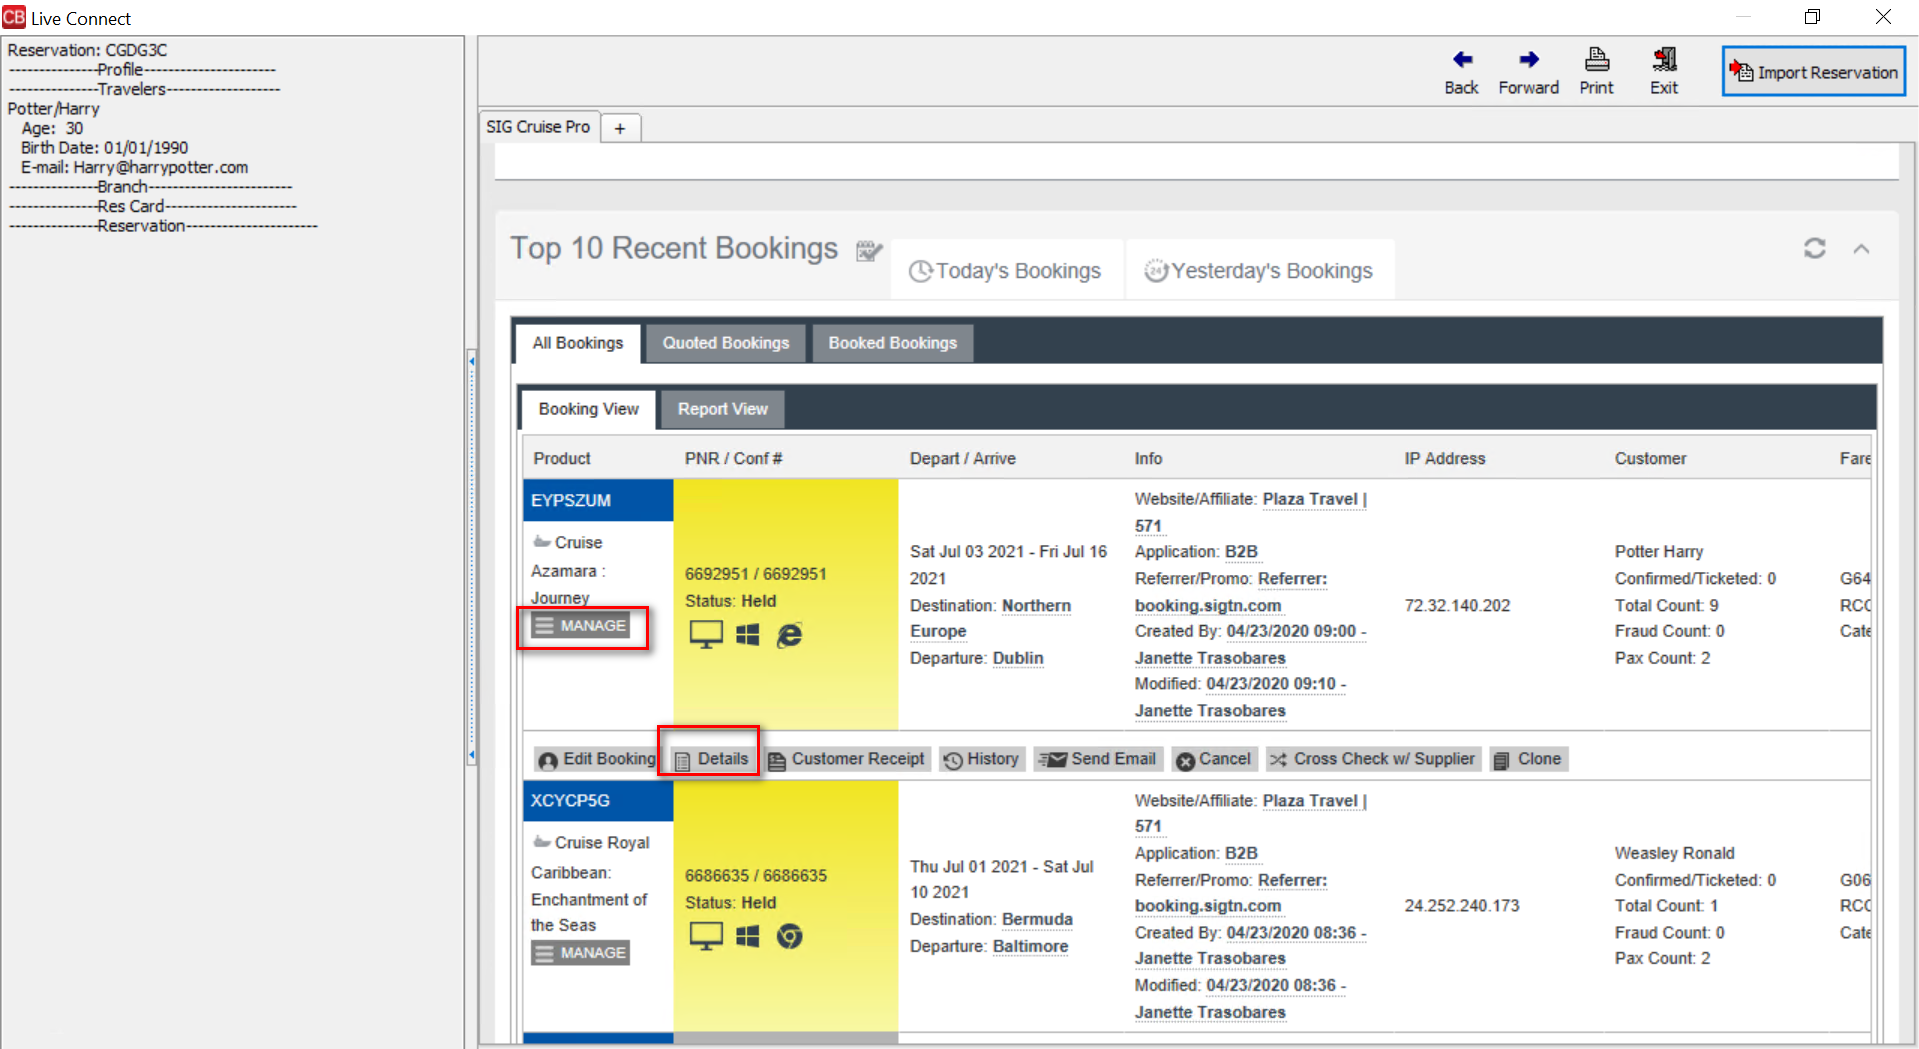 CB Live Connect
Reservation: CGDG3C
---------------Profile----------------------
---------------Travelers-------------------
Potter/Harry
Age: 30
Birth Date: 01/01/1990
E-mail: Harry@harrypotter.com
---------------Branch------------------------
---------------Res Card----------------------
---------------Reservation----------------------
Back
Forward
Print
Exit
Import Reservation
SIG Cruise Pro
+
Top 10 Recent Bookings
Today's Bookings
24
Yesterday's Bookings
All Bookings
Quoted Bookings
Booked Bookings
Booking View
Report View
Product
PNR / Conf #
Depart / Arrive
Info
IP Address
Customer
Fare
EYPSZUM
Cruise
Azamara :
Journey
MANAGE
6692951 / 6692951
Status: Held
Sat Jul 03 2021 - Fri Jul 16
2021
Destination: Northern
Europe
Departure: Dublin
Website/Affiliate: Plaza Travel |
571
Application: B2B
Referrer/Promo: Referrer:
booking.sigtn.com
Created By: 04/23/2020 09:00 -
Janette Trasobares
Modified: 04/23/2020 09:10 -
Janette Trasobares
72.32.140.202
Potter Harry
Confirmed/Ticketed: 0
Total Count: 9
Fraud Count: 0
Pax Count: 2
G64
RCC
Cate
Edit Booking
Details
Customer Receipt
History
Send Email
Cancel
Cross Check w/ Supplier
Clone
XCYCP5G
Cruise Royal
Caribbean:
Enchantment of
the Seas
MANAGE
6686635 / 6686635
Status: Held
Thu Jul 01 2021 - Sat Jul
10 2021
Destination: Bermuda
Departure: Baltimore
Website/Affiliate: Plaza Travel |
571
Application: B2B
Referrer/Promo: Referrer:
booking.sigtn.com
Created By: 04/23/2020 08:36 -
Janette Trasobares
Modified: 04/23/2020 08:36 -
Janette Trasobares
24.252.240.173
Weasley Ronald
Confirmed/Ticketed: 0
Total Count: 1
Fraud Count: 0
Pax Count: 2
G06
RCC
Cate